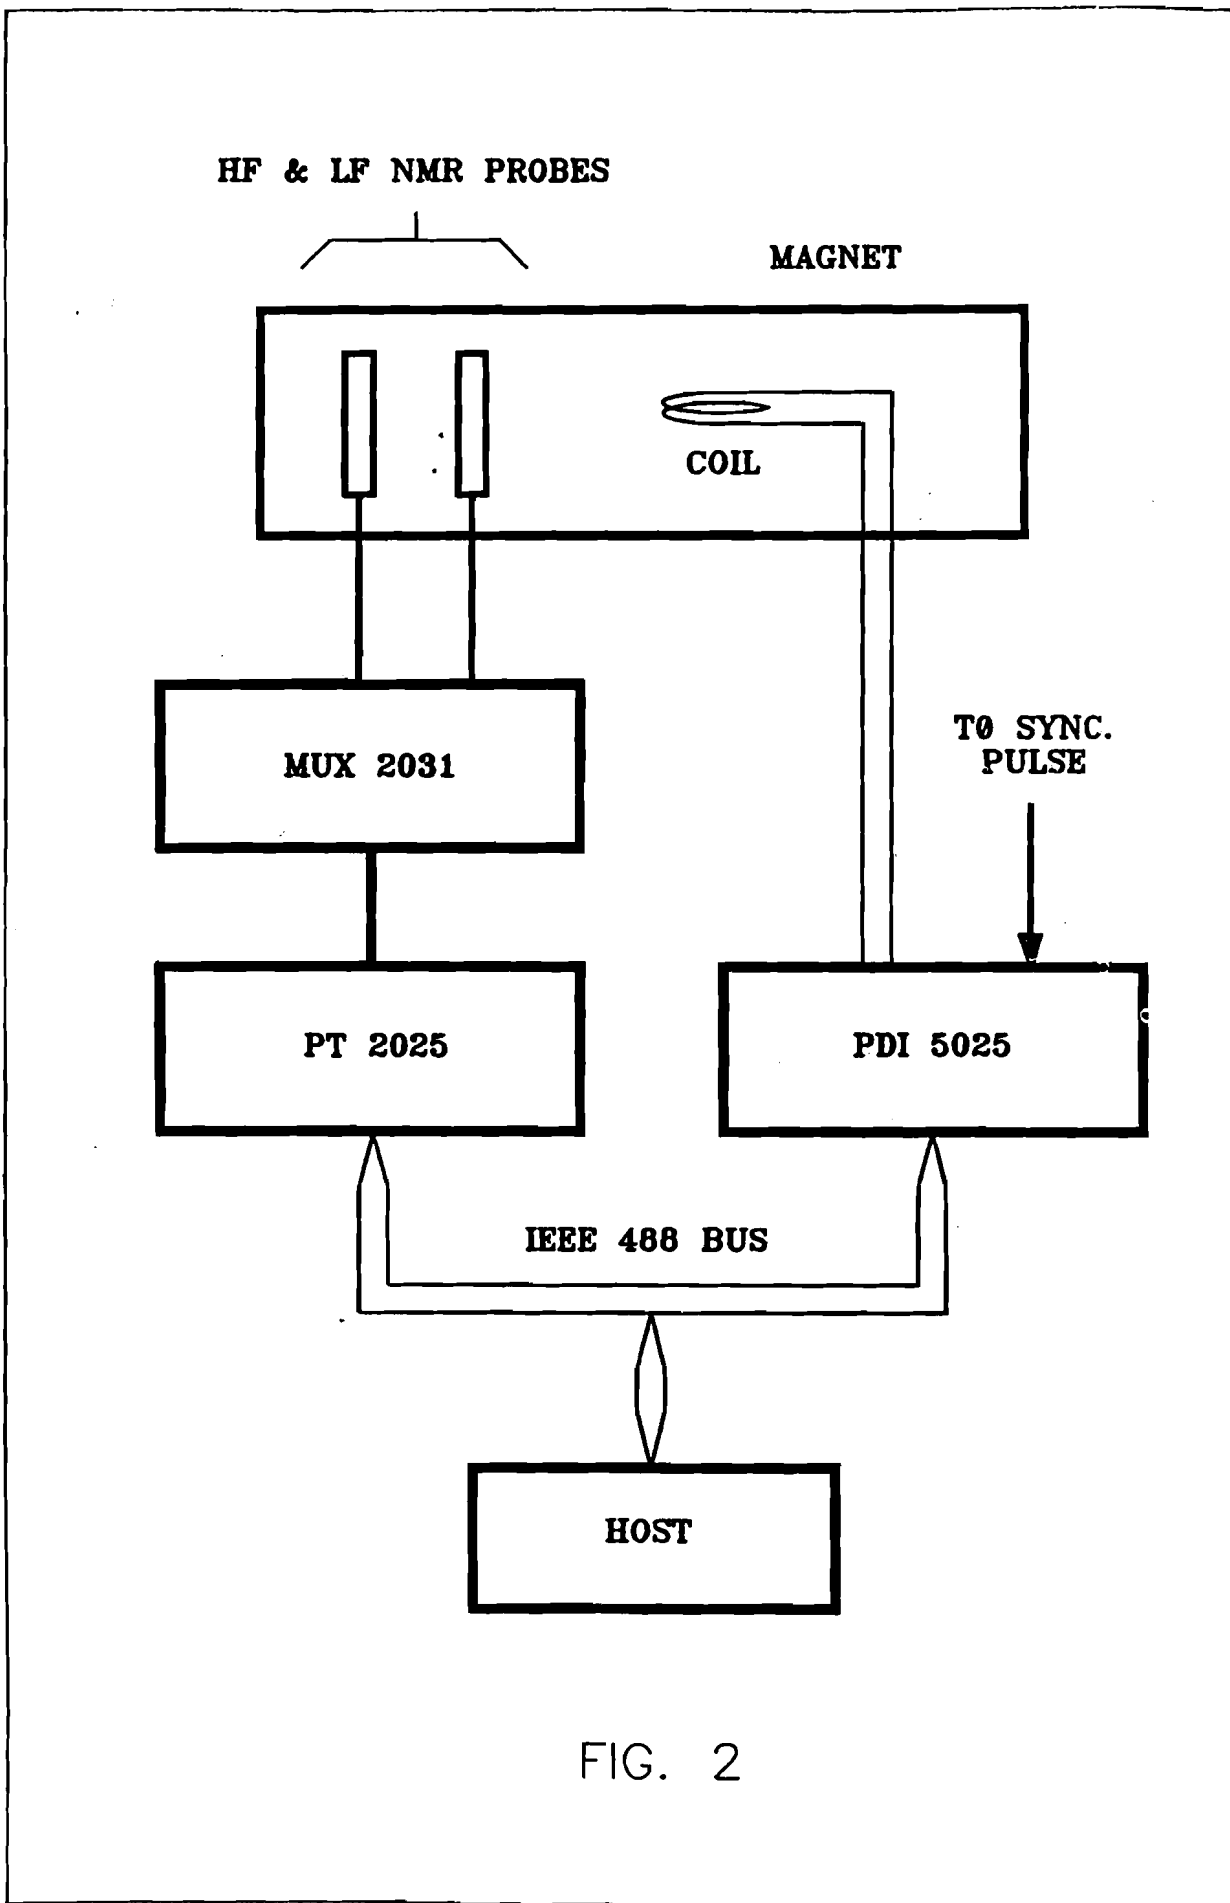 HF & LF NMR PROBES
MAGNET
COIL
MUX 2031
T0 SYNC.
PULSE
PT 2025
PDI 5025
IEEE 488 BUS
HOST
FIG. 2